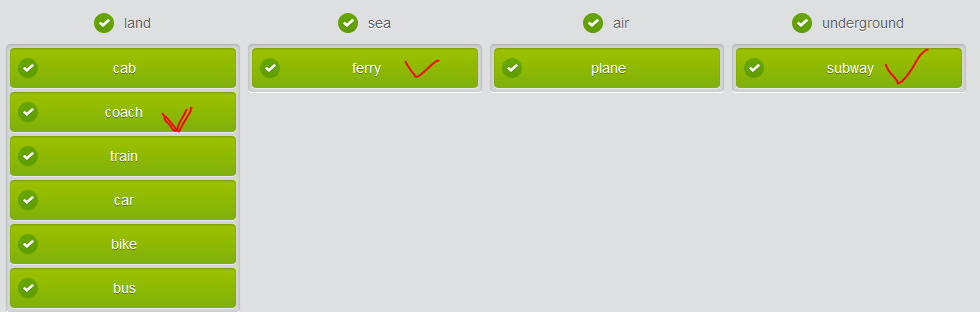 land sea air underground
cab ferry plane subway
coach
train
car
bike
bus